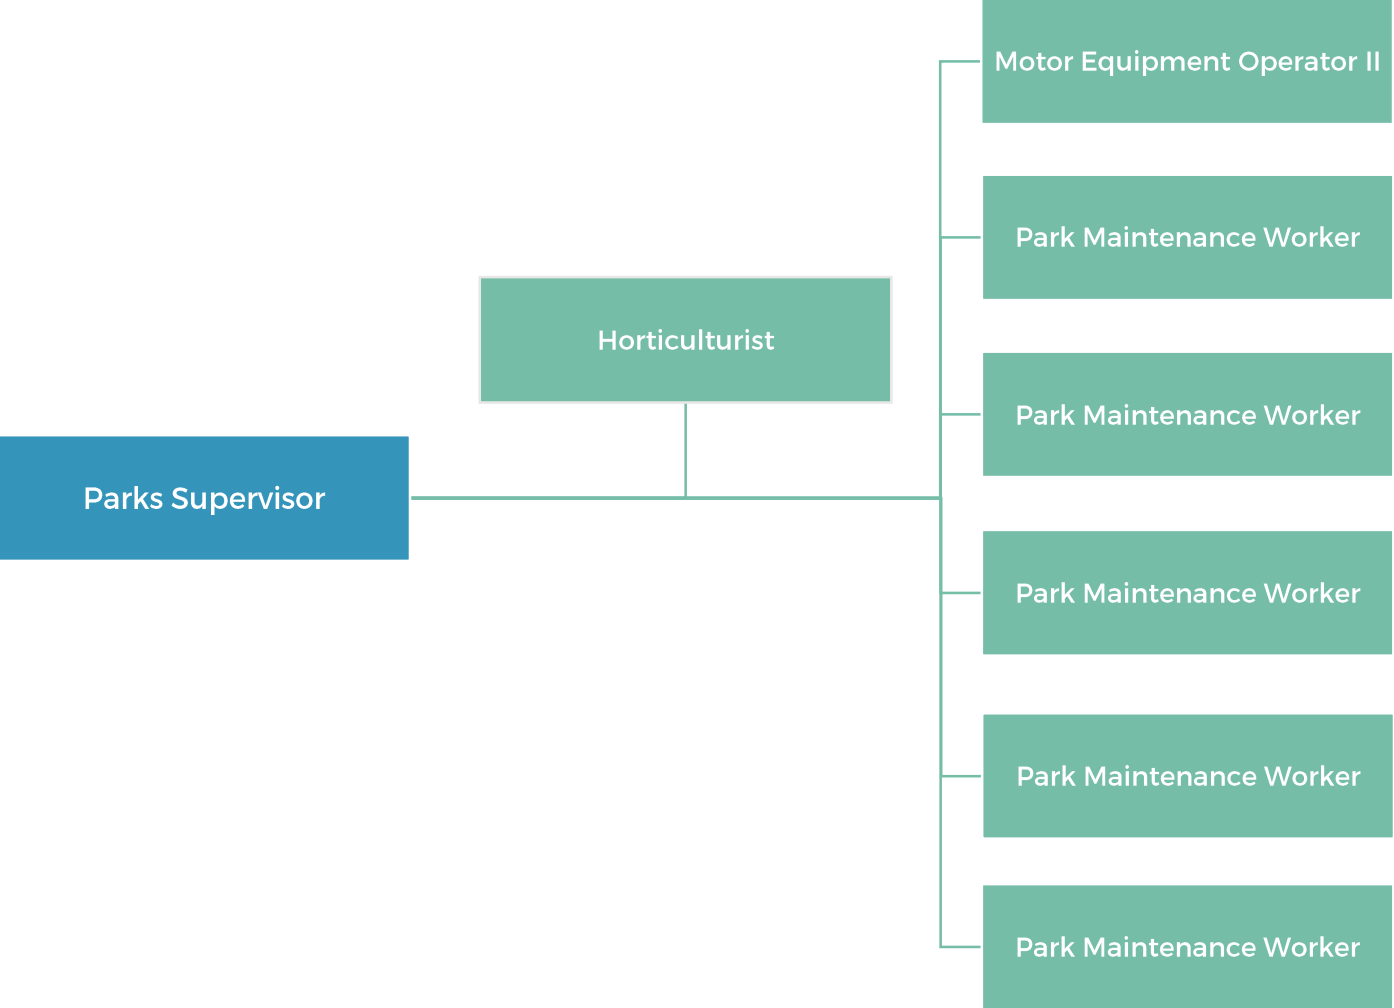 Motor Equipment Operator II
Park Maintenance Worker
Horticulturist
Park Maintenance Worker
Parks Supervisor
Park Maintenance Worker
Park Maintenance Worker
Park Maintenance Worker